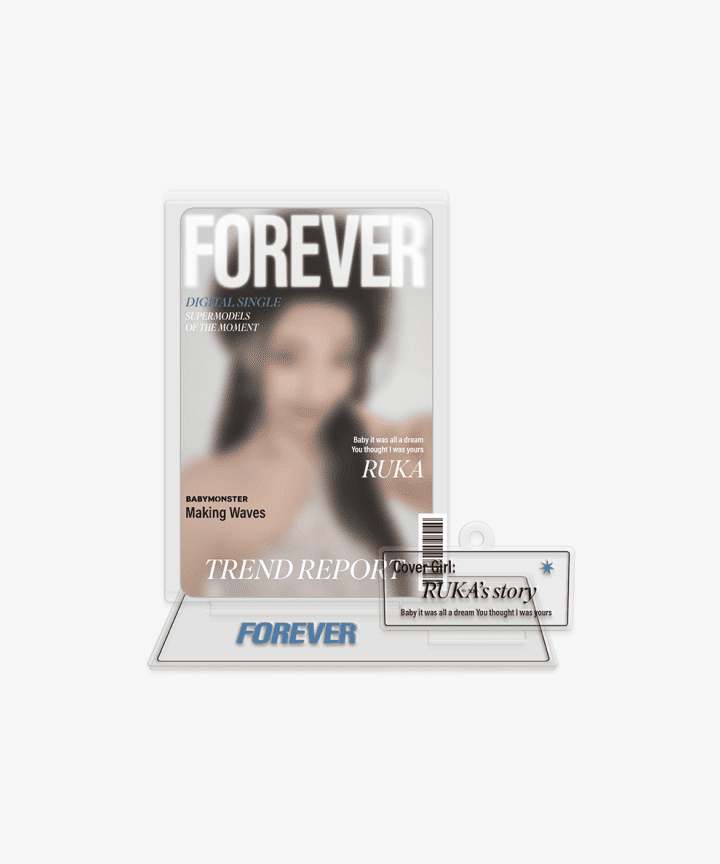 FOREVER
DIGITAL SINGLE
SUPERMODELS
OF THE MOMENT
Baby it was all a dream
You thought I was yours
RUKA
BABYMONSTER
Making Waves
TREND REPORT
Cover Girl:
RUKA's story
Baby it was all a dream You thought I was yours
FOREVER